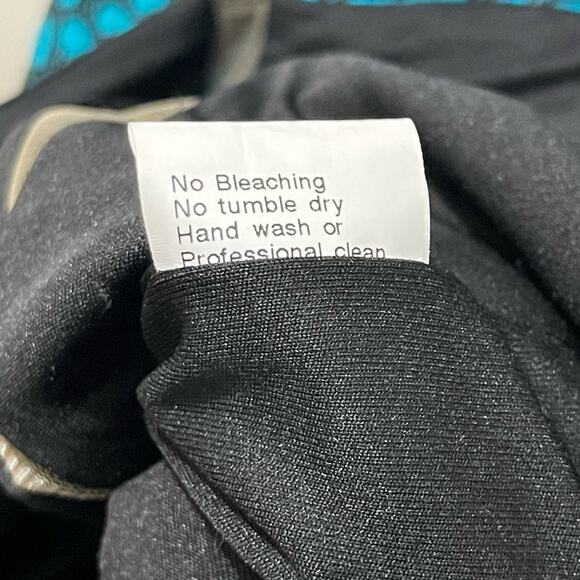 No Bleaching
No tumble dry
Hand wash or
Professional clean